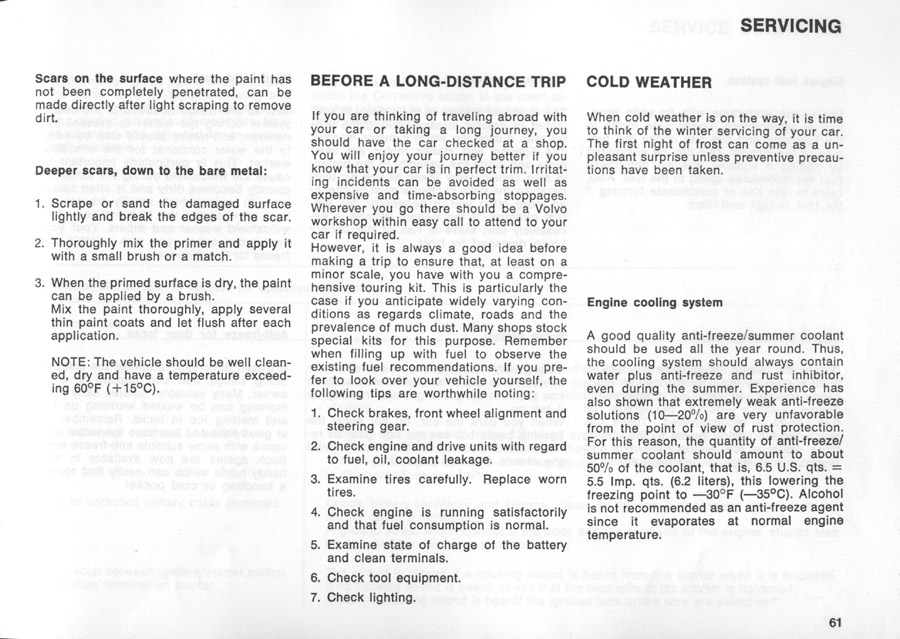 SERVICING
Scars on the surface where the paint has
not been completely penetrated, can be
made directly after light scraping to remove
dirt.
Deeper scars, down to the bare metal:
1. Scrape or sand the damaged surface
lightly and break the edges of the scar.
2. Thoroughly mix the primer and apply it
with a small brush or a match.
3. When the primed surface is dry, the paint
can be applied by a brush.
Mix the paint thoroughly, apply several
thin paint coats and let flush after each
application.
NOTE: The vehicle should be well clean-
ed, dry and have a temperature exceed-
ing 60°F (+15°C).
BEFORE A LONG-DISTANCE TRIP
If you are thinking of traveling abroad with
your car or taking a long journey, you
should have the car checked at a shop.
You will enjoy your journey better if you
know that your car is in perfect trim. Irritat-
ing incidents can be avoided as well as
expensive and time-absorbing stoppages.
Wherever you go there should be a Volvo
workshop within easy call to attend to your
car if required.
However, it is always a good idea before
making a trip to ensure that, at least on a
minor scale, you have with you a compre-
hensive touring kit. This is particularly the
case if you anticipate widely varying con-
ditions as regards climate, roads and the
prevalence of much dust. Many shops stock
special kits for this purpose. Remember
when filling up with fuel to observe the
existing fuel recommendations. If you pre-
fer to look over your vehicle yourself, the
following tips are worthwhile noting:
1. Check brakes, front wheel alignment and
steering gear.
2. Check engine and drive units with regard
to fuel, oil, coolant leakage.
3. Examine tires carefully. Replace worn
tires.
4. Check engine is running satisfactorily
and that fuel consumption is normal.
5. Examine state of charge of the battery
and clean terminals.
6. Check tool equipment.
7. Check lighting.
COLD WEATHER
When cold weather is on the way, it is time
to think of the winter servicing of your car.
The first night of frost can come as a un-
pleasant surprise unless preventive precau-
tions have been taken.
Engine cooling system
A good quality anti-freeze/summer coolant
should be used all the year round. Thus,
the cooling system should always contain
water plus anti-freeze and rust inhibitor,
even during the summer. Experience has
also shown that extremely weak anti-freeze
solutions (10—20%) are very unfavorable
from the point of view of rust protection.
For this reason, the quantity of anti-freeze/
summer coolant should amount to about
50% of the coolant, that is, 6.5 U.S. qts. =
5.5 Imp. qts. (6.2 liters), this lowering the
freezing point to —30°F (—35°C). Alcohol
is not recommended as an anti-freeze agent
since it evaporates at normal engine
temperature.
61